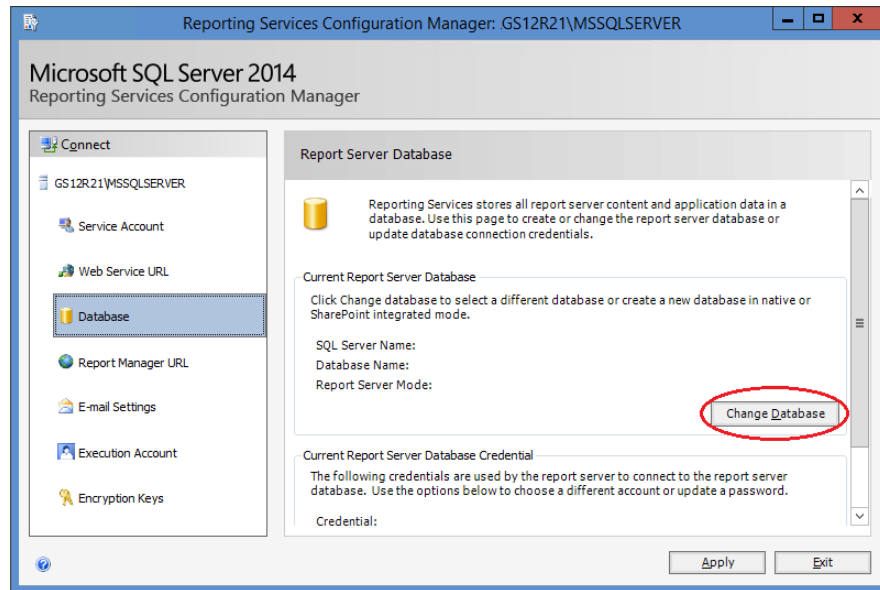 Reporting Services Configuration Manager: .GS12R21\MSSQLSERVER
Microsoft SQL Server 2014
Reporting Services Configuration Manager
Connect
GS12R21\MSSQLSERVER
Service Account
Web Service URL
Database
Report Manager URL
E-mail Settings
Execution Account
Encryption Keys
Report Server Database
Reporting Services stores all report server content and application data in a
database. Use this page to create or change the report server database or
update database connection credentials.
Current Report Server Database
Click Change database to select a different database or create a new database in native or
SharePoint integrated mode.
SQL Server Name:
Database Name:
Report Server Mode:
Change Database
Current Report Server Database Credential
The following credentials are used by the report server to connect to the report server
database. Use the options below to choose a different account or update a password.
Credential:
Apply
Exit